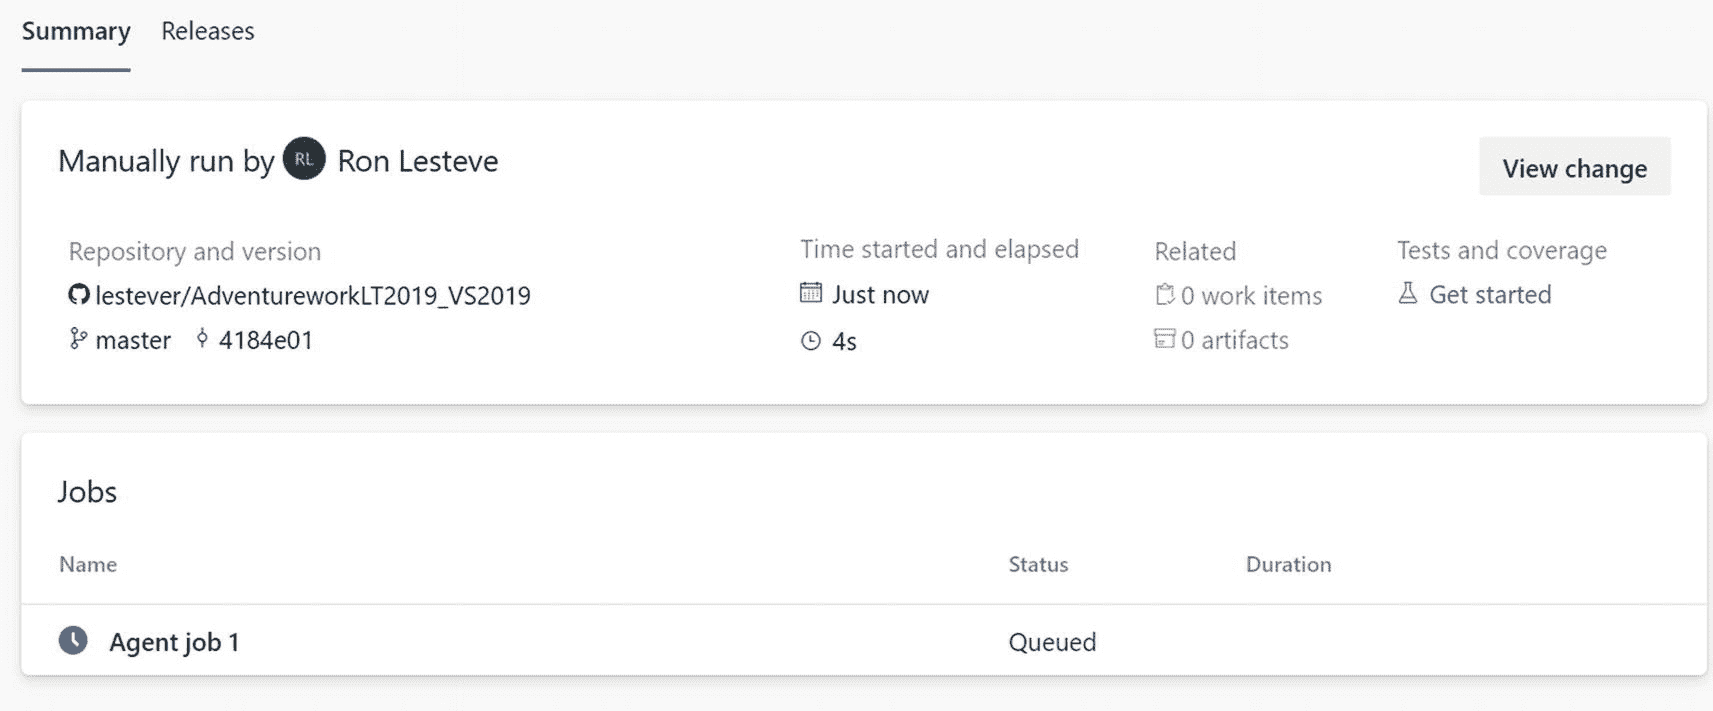 Summary Releases
Manually run by RL Ron Lesteve
View change
Repository and version
lestever/AdventureworkLT2019_VS2019
master 4184e01
Time started and elapsed
Just now
4s
Related
0 work items
0 artifacts
Tests and coverage
Get started
Jobs
Name Status Duration
Agent job 1 Queued